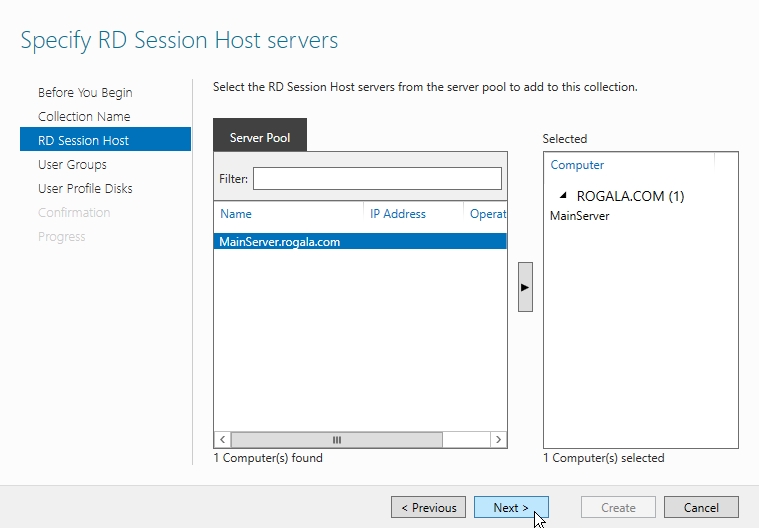 Specify RD Session Host servers
Before You Begin
Collection Name
RD Session Host
User Groups
User Profile Disks
Confirmation
Progress
Select the RD Session Host servers from the server pool to add to this collection.
Server Pool
Filter:
Name IP Address Operat
MainServer.rogala.com
1 Computer(s) found
Selected
Computer
ROGALA.COM (1)
MainServer
1 Computer(s) selected
< Previous Next > Create Cancel